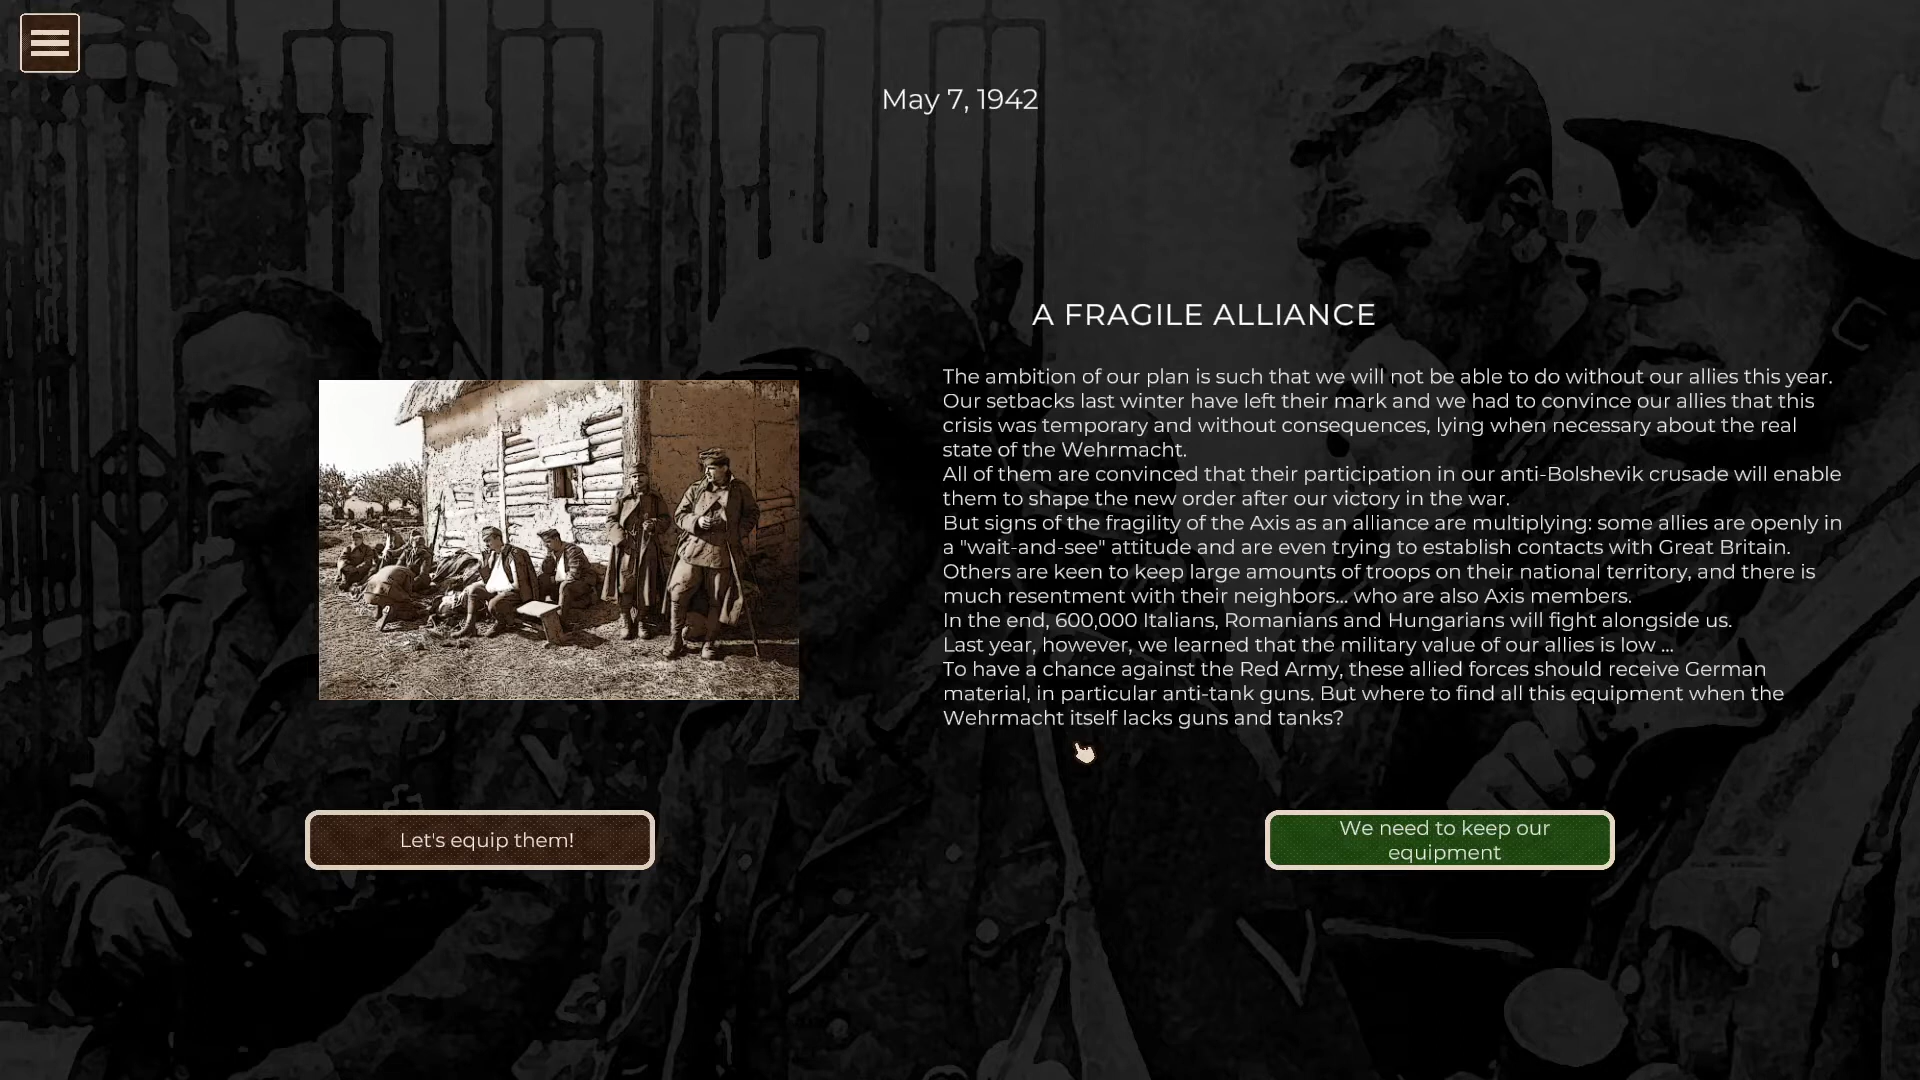 May 7, 1942
A FRAGILE ALLIANCE
The ambition of our plan is such that we will not be able to do without our allies this year.
Our setbacks last winter have left their mark and we had to convince our allies that this
crisis was temporary and without consequences, lying when necessary about the real
state of the Wehrmacht.
All of them are convinced that their participation in our anti-Bolshevik crusade will enable
them to shape the new order after our victory in the war.
But signs of the fragility of the Axis as an alliance are multiplying: some allies are openly in
a "wait-and-see" attitude and are even trying to establish contacts with Great Britain.
Others are keen to keep large amounts of troops on their national territory, and there is
much resentment with their neighbors... who are also Axis members.
In the end, 600,000 Italians, Romanians and Hungarians will fight alongside us.
Last year, however, we learned that the military value of our allies is low ...
To have a chance against the Red Army, these allied forces should receive German
material, in particular anti-tank guns. But where to find all this equipment when the
Wehrmacht itself lacks guns and tanks?
Let's equip them!
We need to keep our
equipment